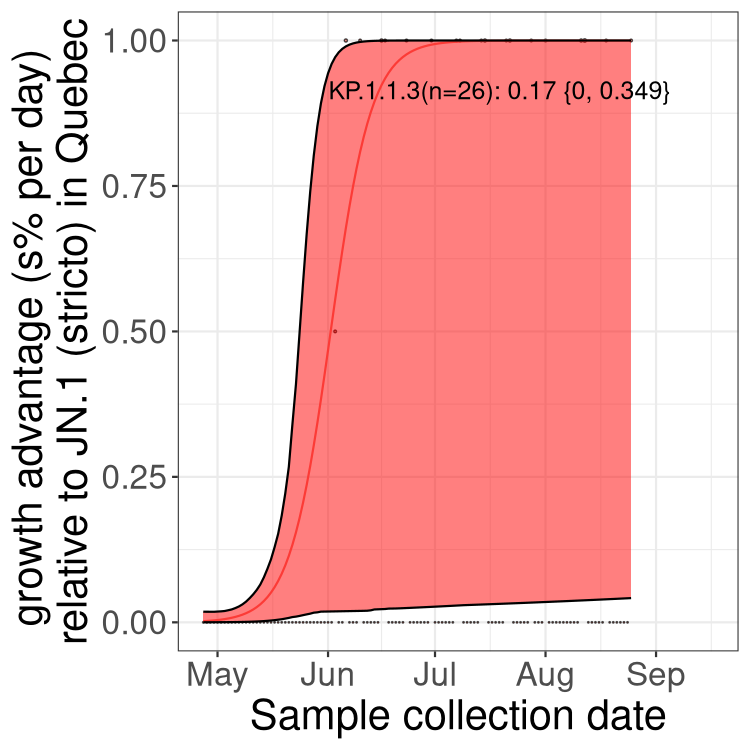 growth advantage (s% per day)
relative to JN.1 (stricto) in Quebec
1.00
0.75
0.50
0.25
0.00
KP.1.1.3(n=26): 0.17 {0, 0.349}
May Jun Jul Aug Sep
Sample collection date